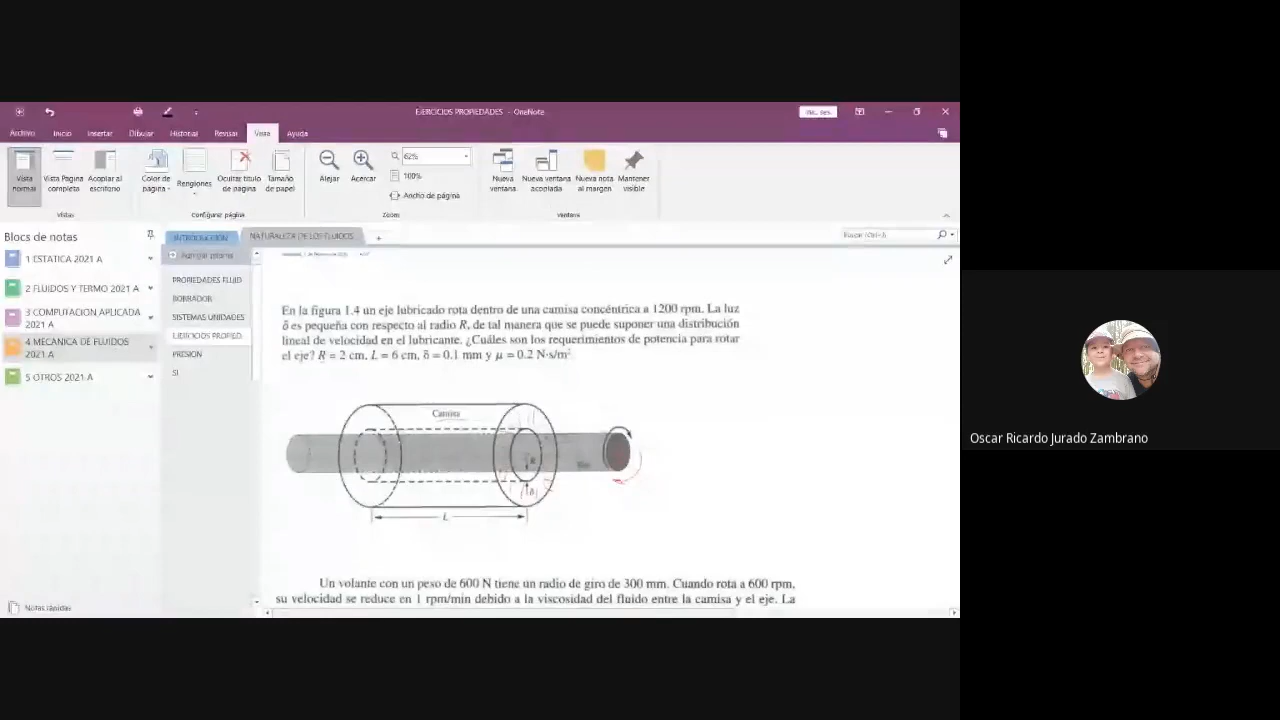 EJERCICIOS PROPIEDADES - OneNote
Archivo Inicio Insertar Dibujar Historial Revisar Vista Ayuda
Vista normal
Vista Página completa
Acoplar al escritorio
Color de página
Renglones
Ocultar título de página
Tamaño de papel
Alejar
Acercar
62%
100%
Ancho de página
Nueva ventana
Nueva ventana acoplada
Nueva nota al margen
Mantener visible
Vistas
Configurar página
Zoom
Ventana
Blocs de notas
INTRODUCCIÓN
NATURALEZA DE LOS FLUIDOS
+
Buscar (Ctrl+E)
1 ESTATICA 2021 A
2 FLUIDOS Y TERMO 2021 A
3 COMPUTACION APLICADA
2021 A
4 MECANICA DE FLUIDOS
2021 A
5 OTROS 2021 A
Notas rápidas
PROPIEDADES FLUID
BORRADOR
SISTEMAS UNIDADES
EJERCICIOS PROPIED
PRESION
SI
En la figura 1.4 un eje lubricado rota dentro de una camisa concéntrica a 1200 rpm. La luz
δ es pequeña con respecto al radio R, de tal manera que se puede suponer una distribución
lineal de velocidad en el lubricante. ¿Cuáles son los requerimientos de potencia para rotar
el eje? R = 2 cm, L = 6 cm, δ = 0.1 mm y μ = 0.2 N·s/m²
Camisa
R
Eje
δ
L
Un volante con un peso de 600 N tiene un radio de giro de 300 mm. Cuando rota a 600 rpm,
su velocidad se reduce en 1 rpm/min debido a la viscosidad del fluido entre la camisa y el eje. La
Oscar Ricardo Jurado Zambrano